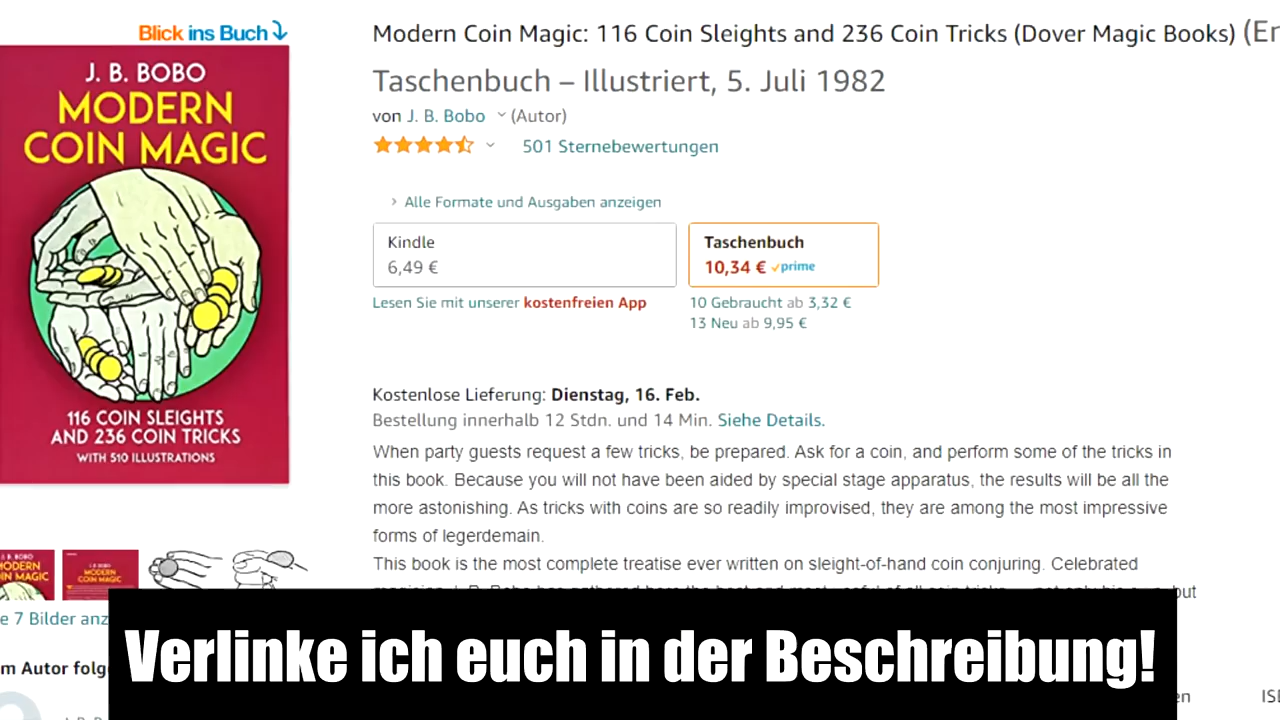 Blick ins Buch
J. B. BOBO
MODERN
COIN MAGIC
116 COIN SLEIGHTS
AND 236 COIN TRICKS
WITH 510 ILLUSTRATIONS
Modern Coin Magic: 116 Coin Sleights and 236 Coin Tricks (Dover Magic Books)
Taschenbuch – Illustriert, 5. Juli 1982
von J. B. Bobo (Autor)
501 Sternebewertungen
Alle Formate und Ausgaben anzeigen
Kindle
6,49 €
Taschenbuch
10,34 € prime
Lesen Sie mit unserer kostenfreien App
10 Gebraucht ab 3,32 €
13 Neu ab 9,95 €
Kostenlose Lieferung: Dienstag, 16. Feb.
Bestellung innerhalb 12 Stdn. und 14 Min. Siehe Details.
When party guests request a few tricks, be prepared. Ask for a coin, and perform some of the tricks in
this book. Because you will not have been aided by special stage apparatus, the results will be all the
more astonishing. As tricks with coins are so readily improvised, they are among the most impressive
forms of legerdemain.
This book is the most complete treatise ever written on sleight-of-hand coin conjuring. Celebrated
but
MODERN
COIN MAGIC
7 Bilder
Autor
Verlinke ich euch in der Beschreibung!